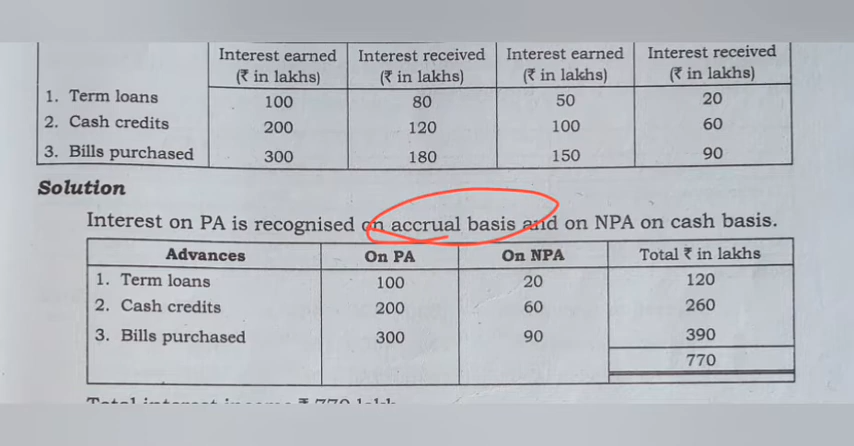 Interest earned Interest received Interest earned Interest received
(₹ in lakhs) (₹ in lakhs) (₹ in lakhs) (₹ in lakhs)
1. Term loans 100 80 50 20
2. Cash credits 200 120 100 60
3. Bills purchased 300 180 150 90
Solution
Interest on PA is recognised on accrual basis and on NPA on cash basis.
Advances On PA On NPA Total ₹ in lakhs
1. Term loans 100 20 120
2. Cash credits 200 60 260
3. Bills purchased 300 90 390
770